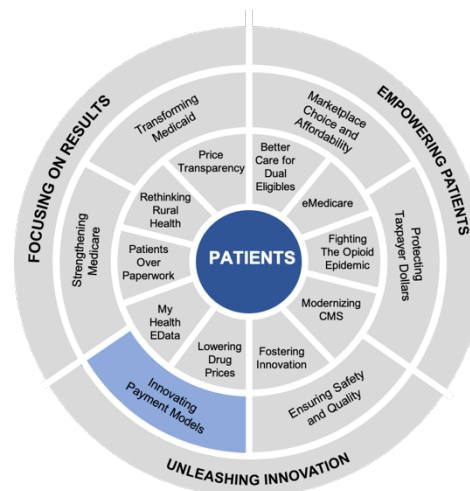 FOCUSING ON RESULTS
EMPOWERING PATIENTS
UNLEASHING INNOVATION
Transforming
Medicaid
Marketplace
Choice and
Affordability
Protecting
Taxpayer Dollars
Ensuring Safety
and Quality
Innovating
Payment Models
Strengthening
Medicare
Price
Transparency
Better
Care for
Dual
Eligibles
eMedicare
Fighting
The Opioid
Epidemic
Modernizing
CMS
Fostering
Innovation
Lowering
Drug
Prices
My
Health
EData
Patients
Over
Paperwork
Rethinking
Rural
Health
PATIENTS